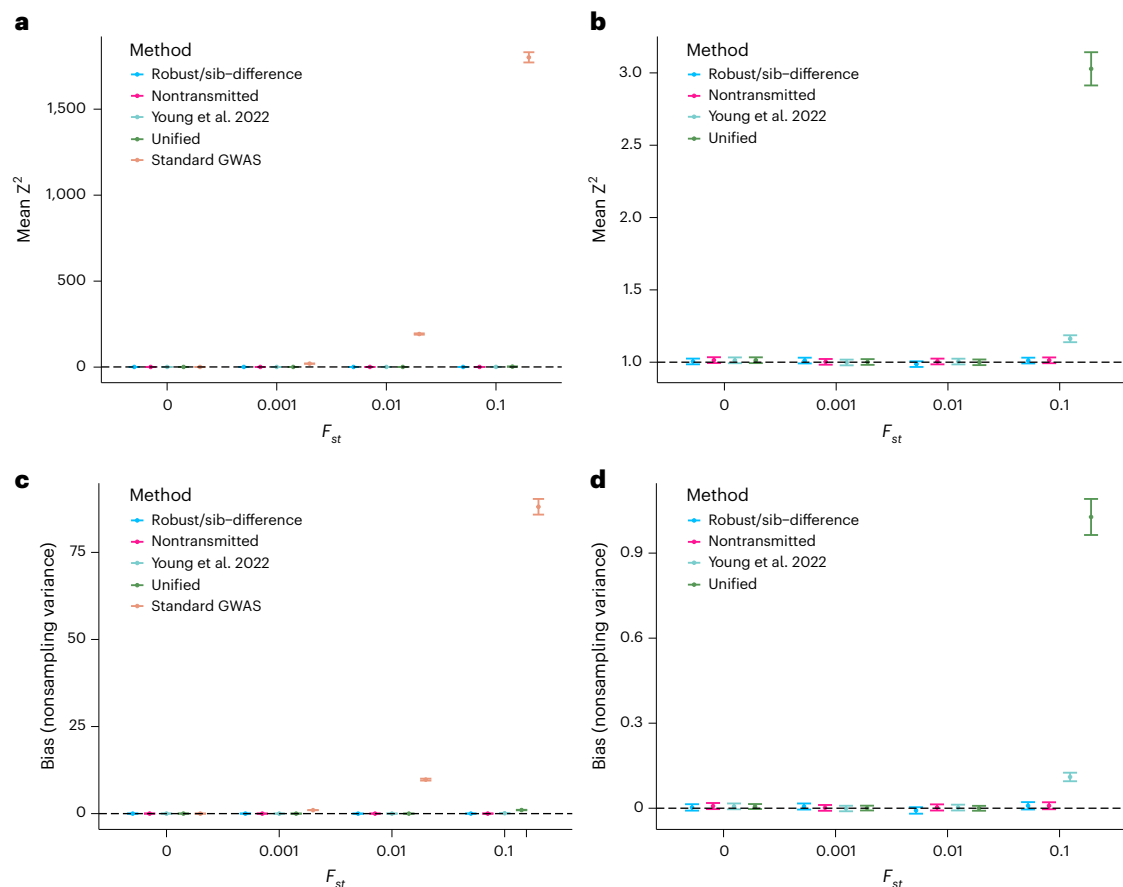 a
Method
Robust/sib–difference
Nontransmitted
Young et al. 2022
Unified
Standard GWAS
Mean Z²
1,500
1,000
500
0
0
0.001
0.01
0.1
Fst
b
Method
Robust/sib–difference
Nontransmitted
Young et al. 2022
Unified
Mean Z²
3.0
2.5
2.0
1.5
1.0
0
0.001
0.01
0.1
Fst
c
Method
Robust/sib–difference
Nontransmitted
Young et al. 2022
Unified
Standard GWAS
Bias (nonsampling variance)
75
50
25
0
0
0.001
0.01
0.1
Fst
d
Method
Robust/sib–difference
Nontransmitted
Young et al. 2022
Unified
Bias (nonsampling variance)
0.9
0.6
0.3
0
0
0.001
0.01
0.1
Fst